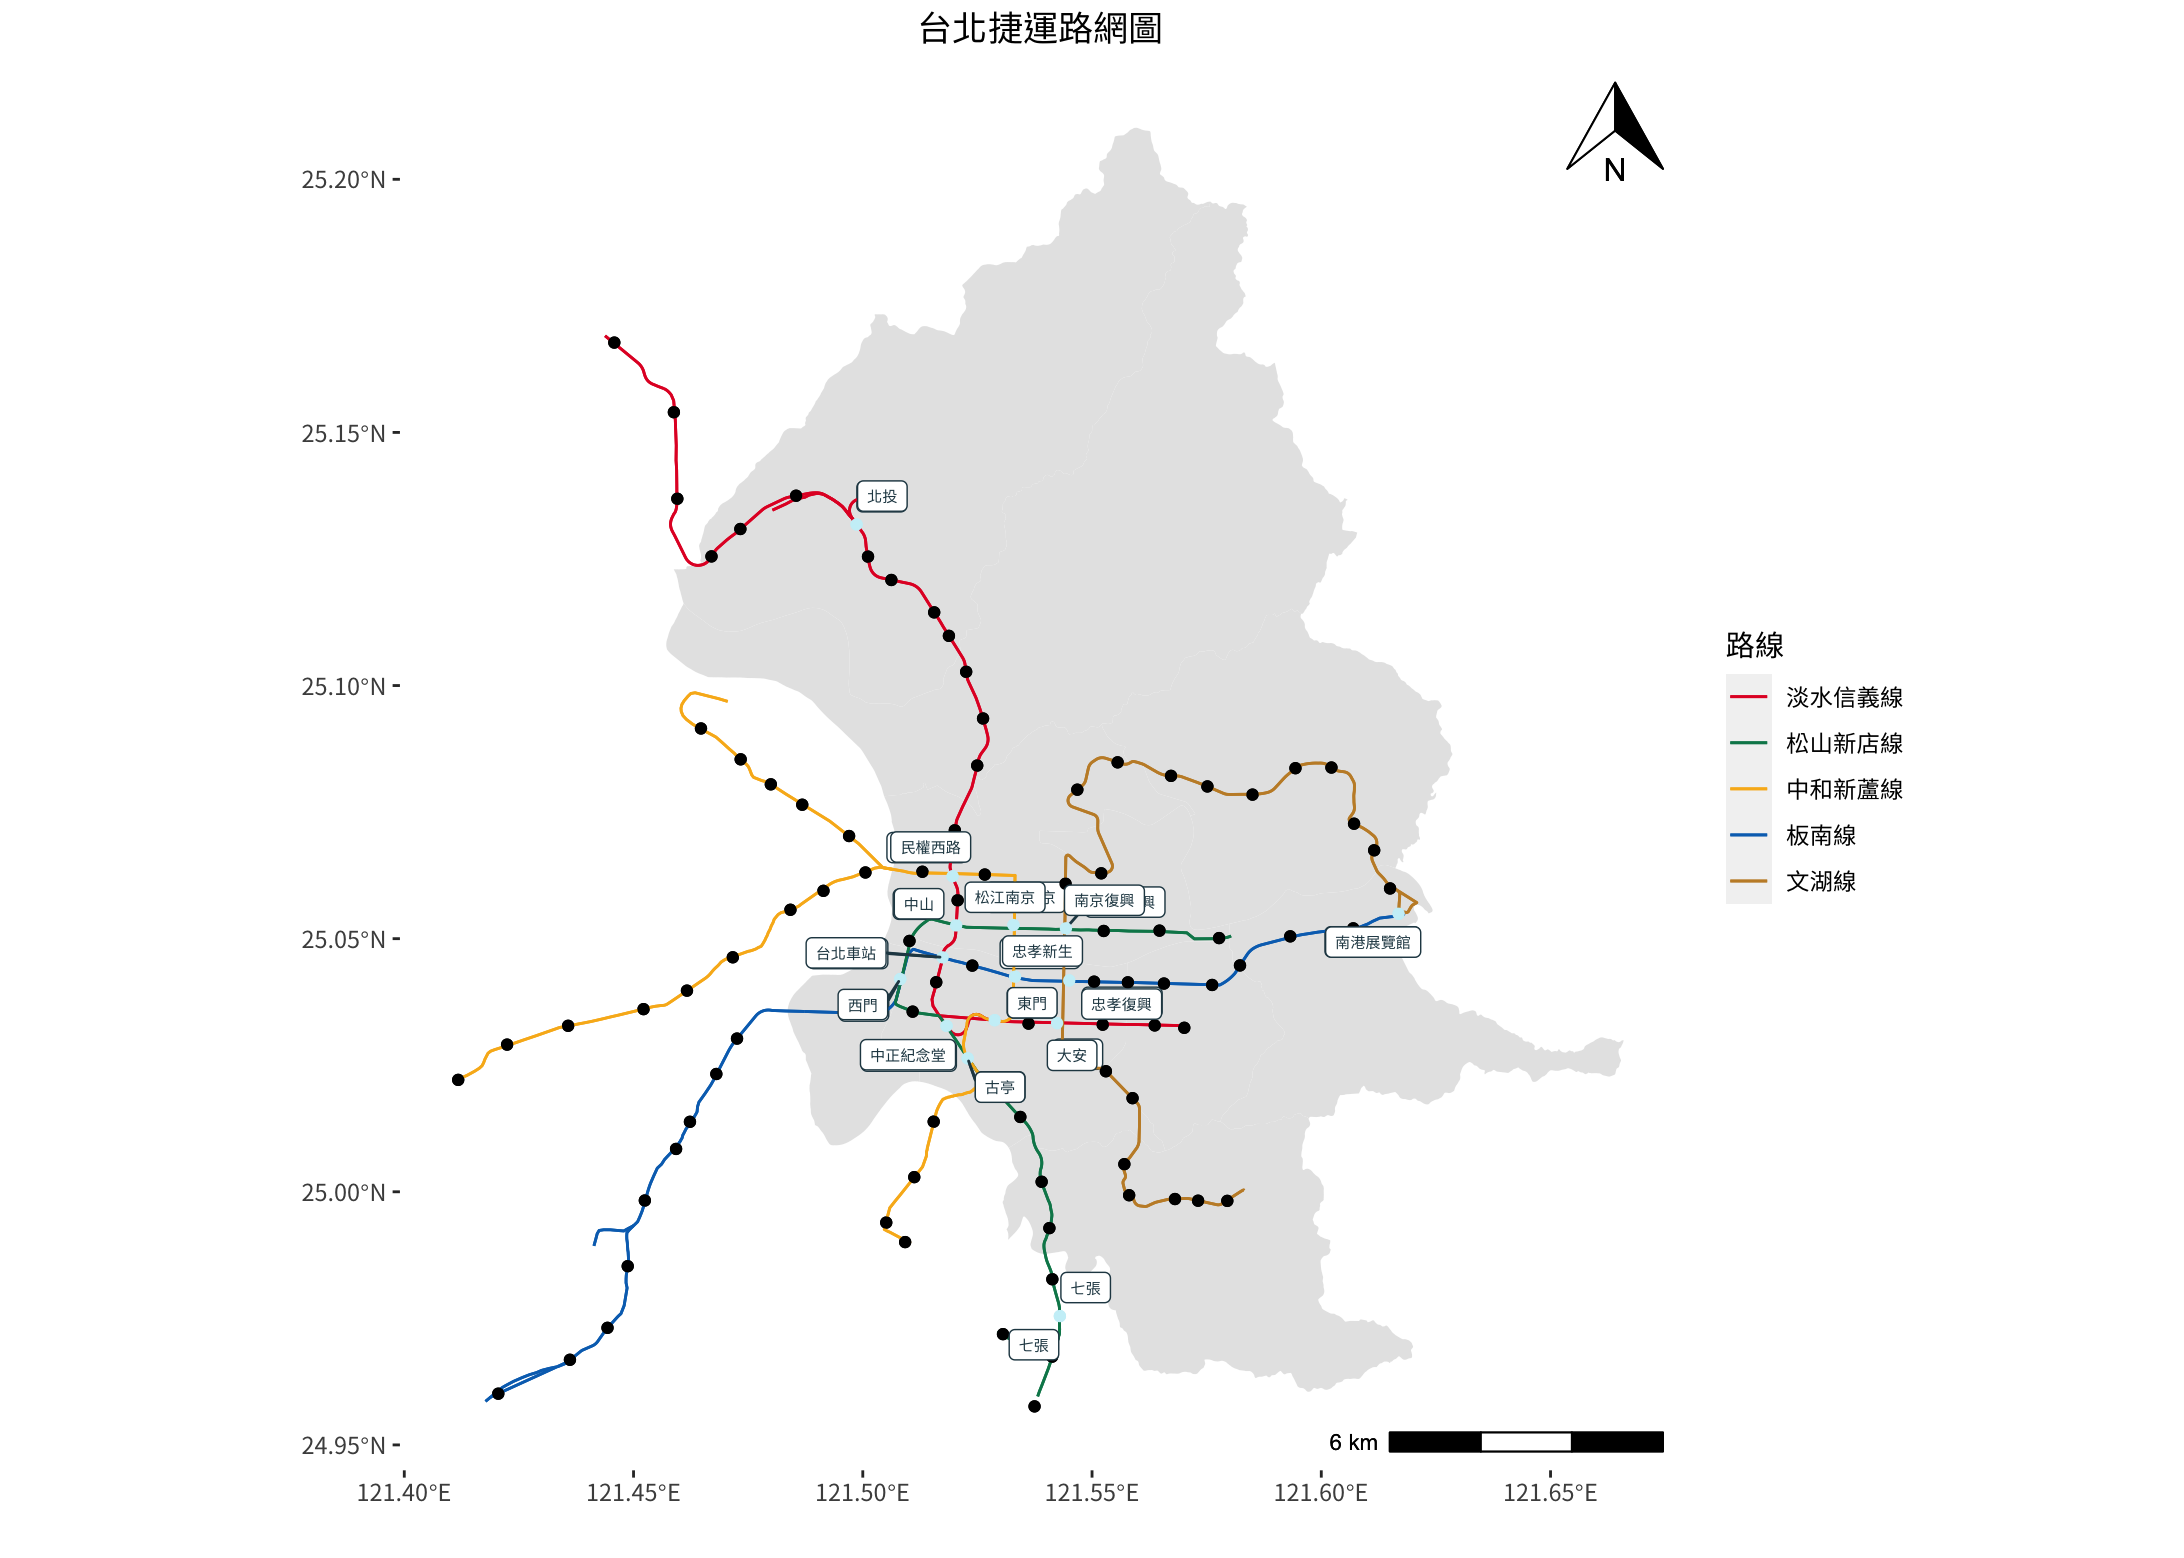 台北捷運路網圖
N
25.20°N
25.15°N
25.10°N
25.05°N
25.00°N
24.95°N
121.40°E
121.45°E
121.50°E
121.55°E
121.60°E
121.65°E
北投
民權西路
中山
松江南京
京
南京復興
興
台北車站
忠孝新生
南港展覽館
西門
東門
忠孝復興
中正紀念堂
大安
古亭
七張
七張
6 km
路線
淡水信義線
松山新店線
中和新蘆線
板南線
文湖線